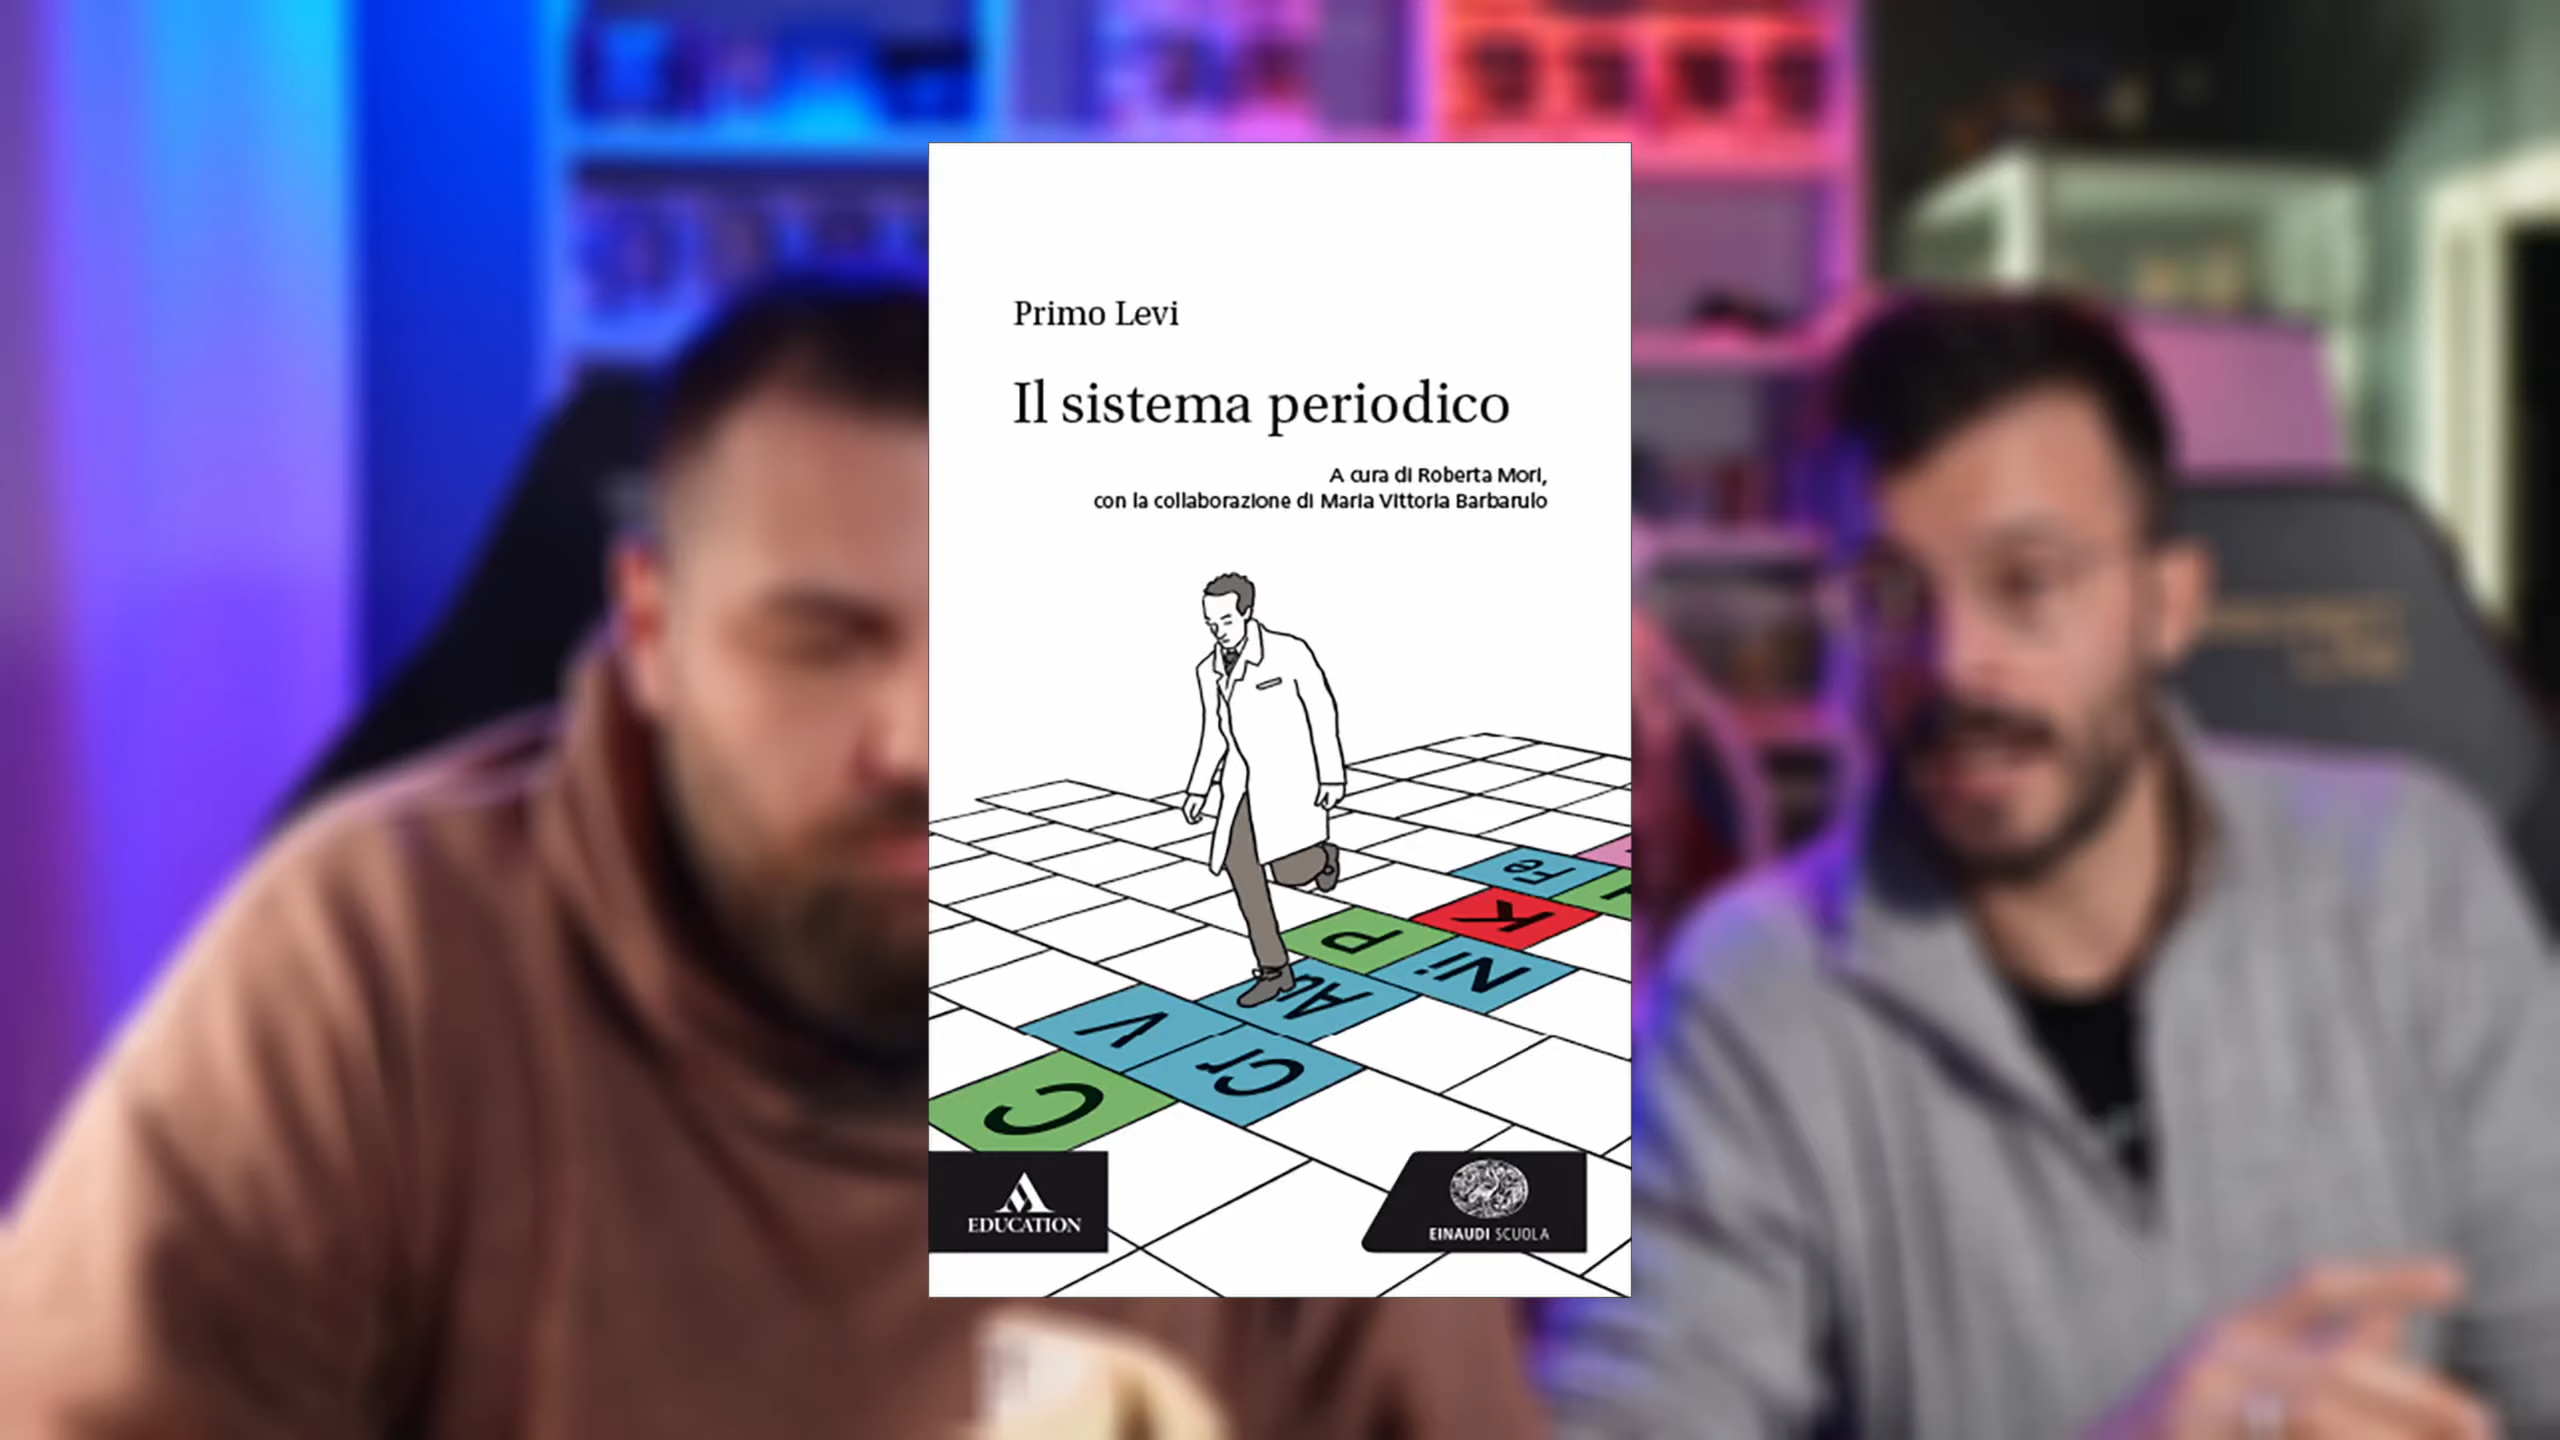 Primo Levi
Il sistema periodico
A cura di Roberta Mori,
con la collaborazione di Maria Vittoria Barbarulo
Fe
K
P
Ni
Au
V
Cr
C
EDUCATION
EINAUDI SCUOLA